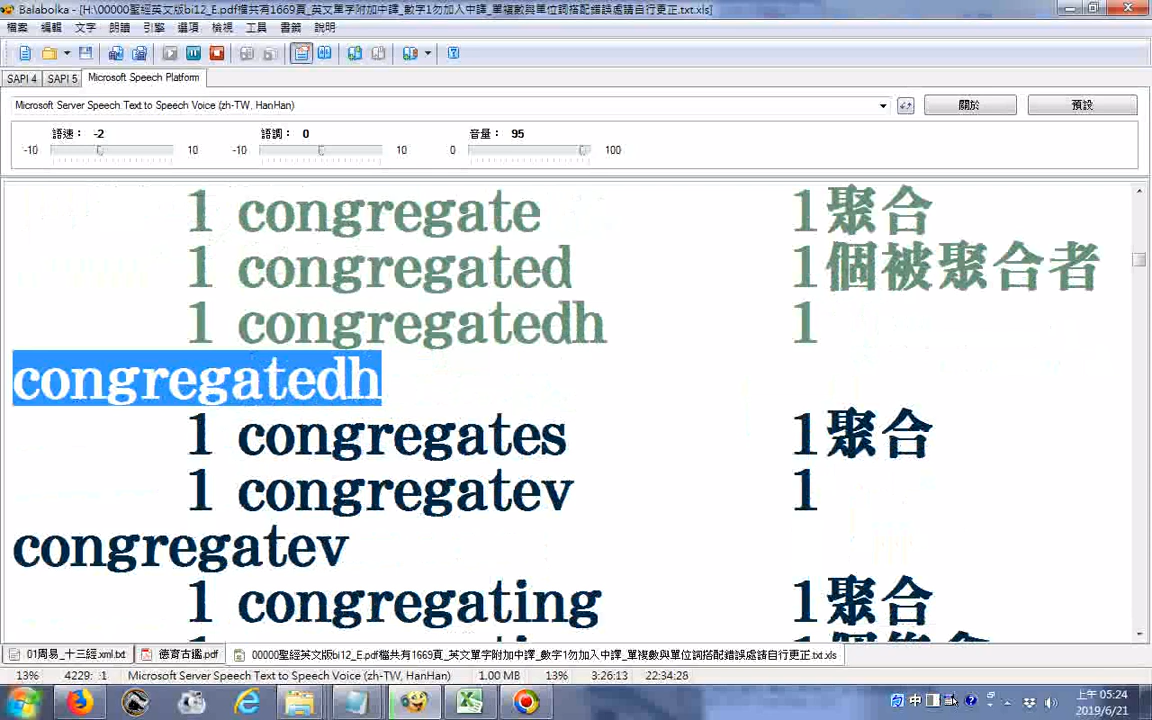 Balabolka - [H:\00000聖經英文版bi12_E.pdf檔共有1669頁_英文單字附加中譯_數字1勿加入中譯_單複數與單位詞搭配錯誤處請自行更正.txt.xls]
檔案 編輯 文字 朗讀 引擎 選項 檢視 工具 書籤 說明
SAPI 4 SAPI 5 Microsoft Speech Platform
Microsoft Server Speech Text to Speech Voice (zh-TW, HanHan) 關於 預設
語速： -2 語調： 0 音量： 95
-10 10 -10 10 0 100
1 congregate 1聚合
1 congregated 1個被聚合者
1 congregatedh 1
congregatedh
1 congregates 1聚合
1 congregatev 1
congregatev
1 congregating 1聚合
01周易_十三經.xml.txt 德育古鑑.pdf 00000聖經英文版bi12_E.pdf檔共有1669頁_英文單字附加中譯_數字1勿加入中譯_單複數與單位詞搭配錯誤處請自行更正.txt.xls
13% 4229: :1 Microsoft Server Speech Text to Speech Voice (zh-TW, HanHan) 1.00 MB 13% 3:26:13 22:34:28
中 上午 05:24
2019/6/21